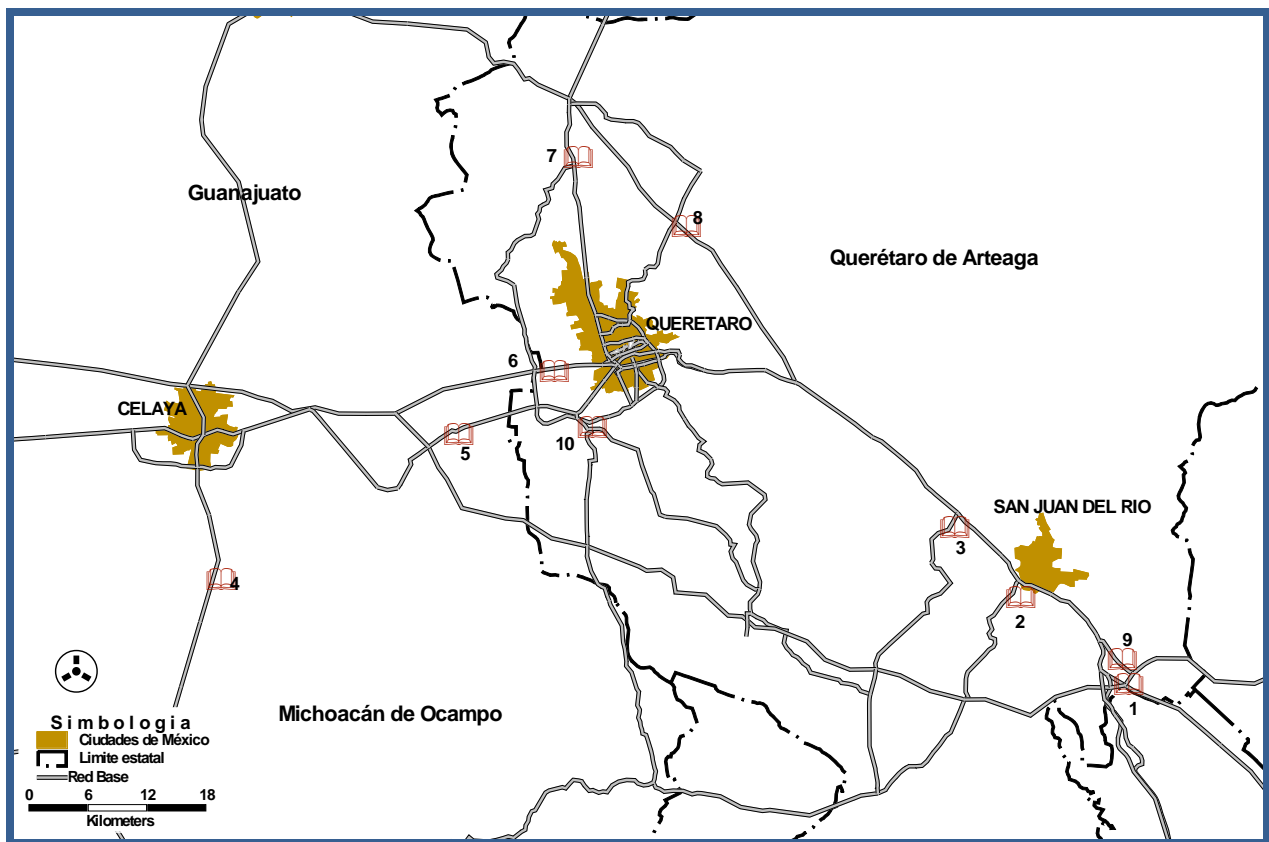 7
Guanajuato
8
Querétaro de Arteaga
QUERETARO
6
CELAYA
10
5
SAN JUAN DEL RIO
3
4
2
9
1
Michoacán de Ocampo
Simbologia
Ciudades de México
Limite estatal
Red Base
0 6 12 18
Kilometers